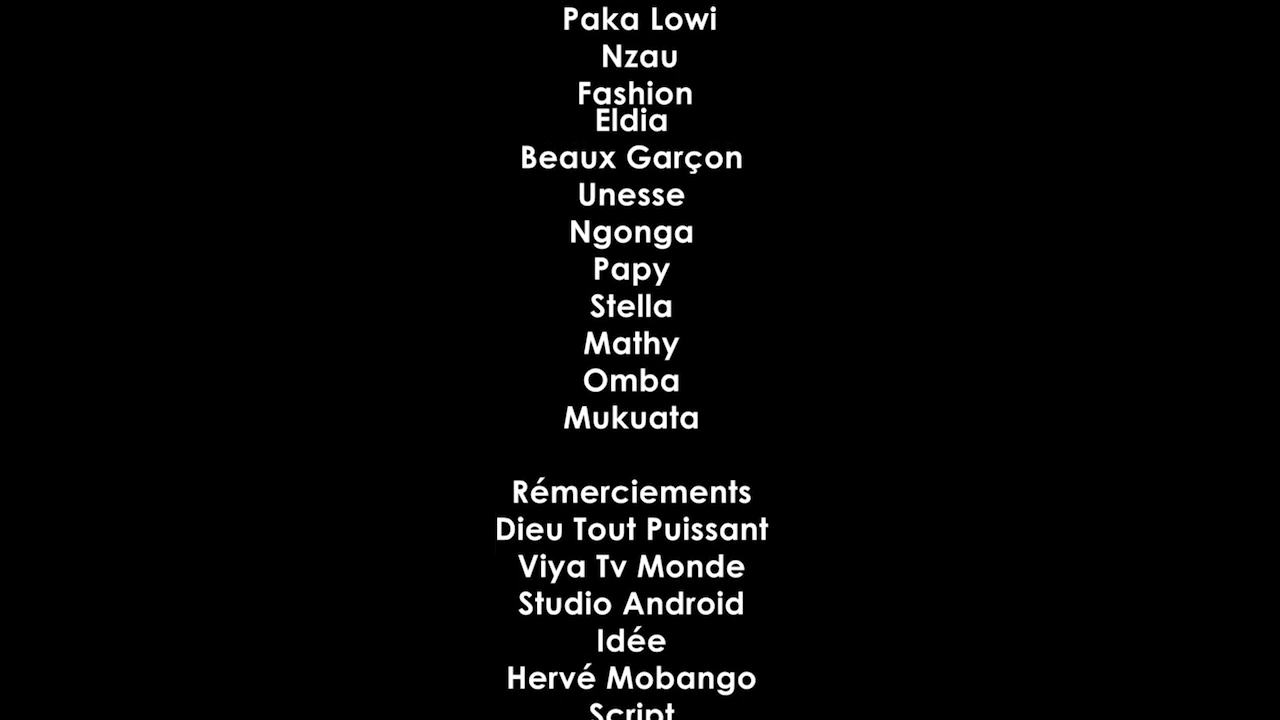 Paka Lowi
Nzau
Fashion
Eldia
Beaux Garçon
Unesse
Ngonga
Papy
Stella
Mathy
Omba
Mukuata
Rémerciements
Dieu Tout Puissant
Viya Tv Monde
Studio Android
Idée
Hervé Mobango
Script